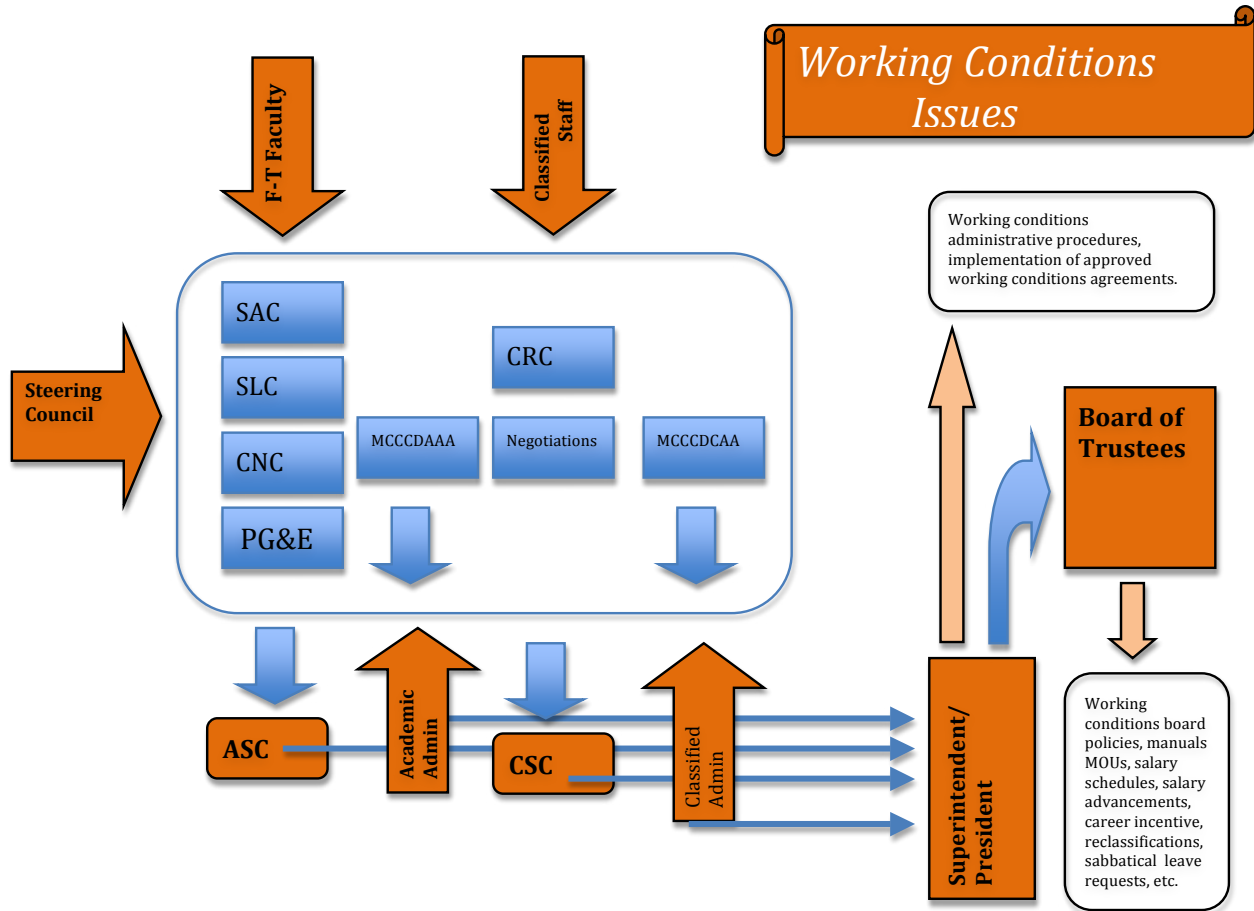 Working Conditions
Issues
F-T Faculty
Classified
Staff
Working conditions
administrative procedures,
implementation of approved
working conditions agreements.
Steering
Council
SAC
SLC
CNC
PG&E
MCCCDAAA
CRC
Negotiations
MCCCDCAA
Board of
Trustees
ASC
Academic
Admin
CSC
Classified
Admin
Superintendent/
President
Working
conditions board
policies, manuals
MOUs, salary
schedules, salary
advancements,
career incentive,
reclassifications,
sabbatical leave
requests, etc.